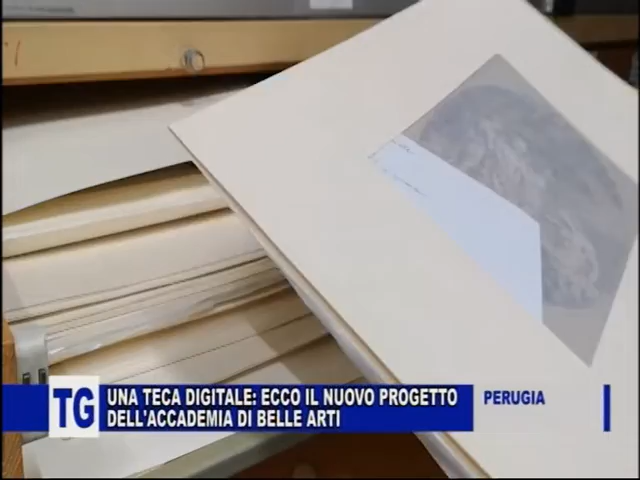 TG
UNA TECA DIGITALE: ECCO IL NUOVO PROGETTO
DELL'ACCADEMIA DI BELLE ARTI
PERUGIA